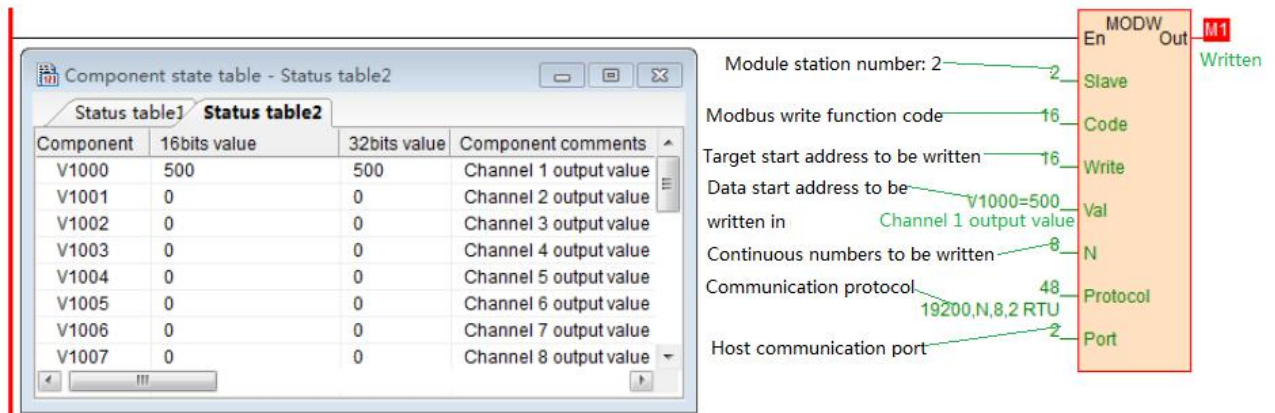 Component state table - Status table2
Status table1 Status table2
Component 16bits value 32bits value Component comments
V1000 500 500 Channel 1 output value
V1001 0 0 Channel 2 output value
V1002 0 0 Channel 3 output value
V1003 0 0 Channel 4 output value
V1004 0 0 Channel 5 output value
V1005 0 0 Channel 6 output value
V1006 0 0 Channel 7 output value
V1007 0 0 Channel 8 output value
MODW
En Out M1
Written
Module station number: 2 2 Slave
Modbus write function code 16 Code
Target start address to be written 16 Write
Data start address to be
V1000=500 Val
written in Channel 1 output value
Continuous numbers to be written 8 N
Communication protocol 48 Protocol
19200,N,8,2 RTU
Host communication port 2 Port